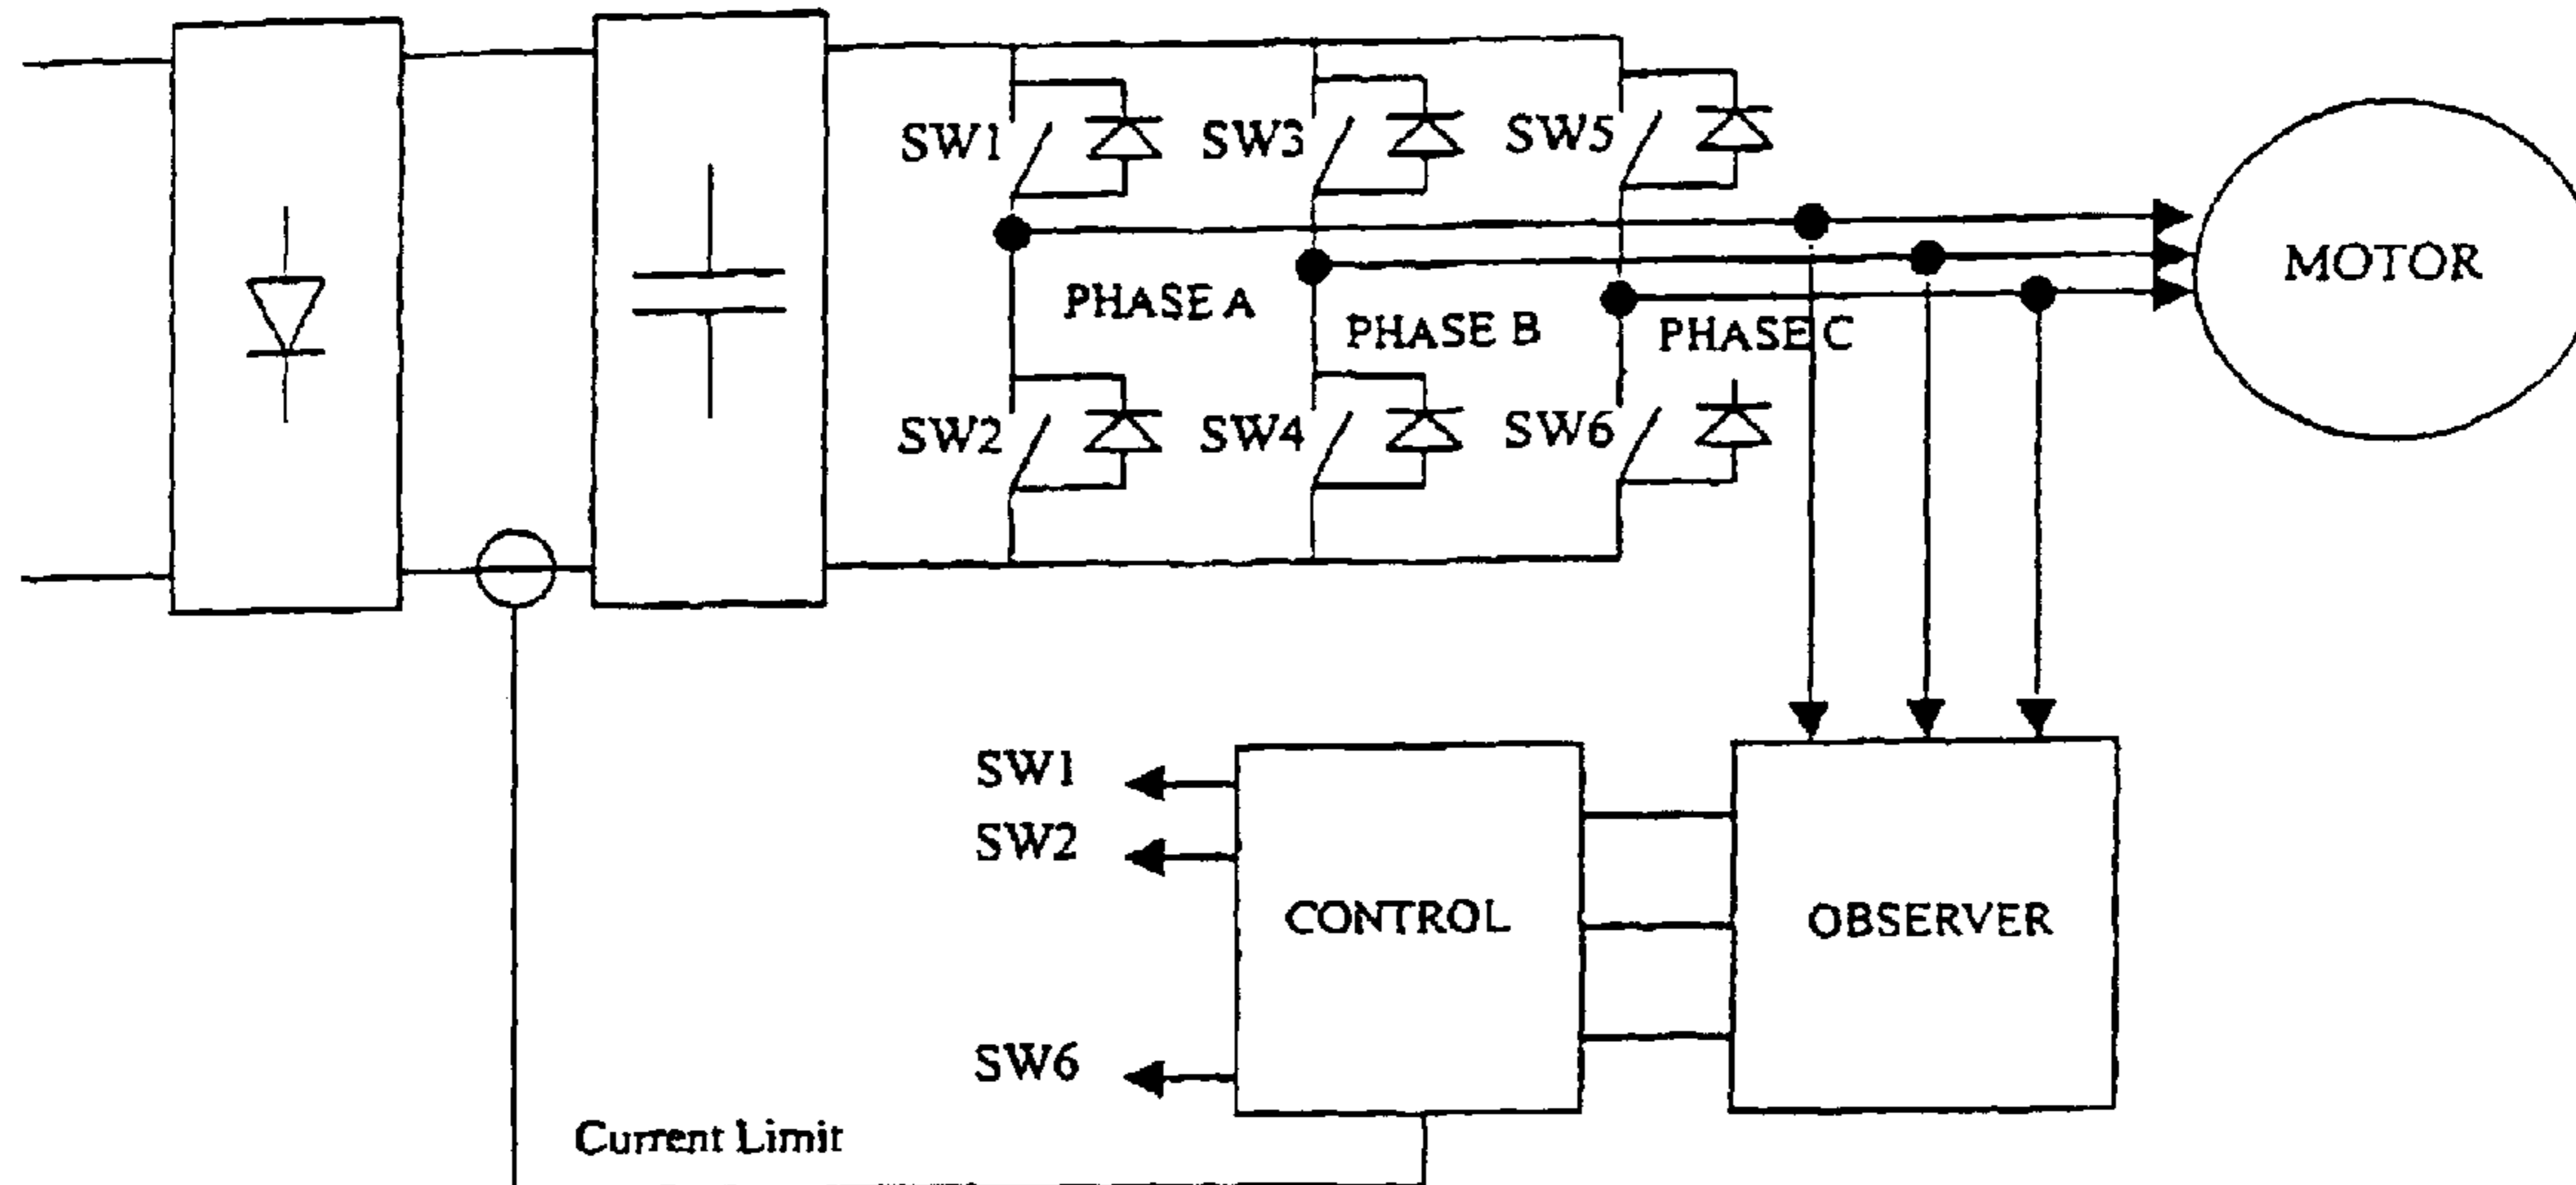 SW1
SW3
SW5
MOTOR
PHASE A
PHASE B
PHASE C
SW2
SW4
SW6
SW1
SW2
CONTROL
OBSERVER
SW6
Current Limit